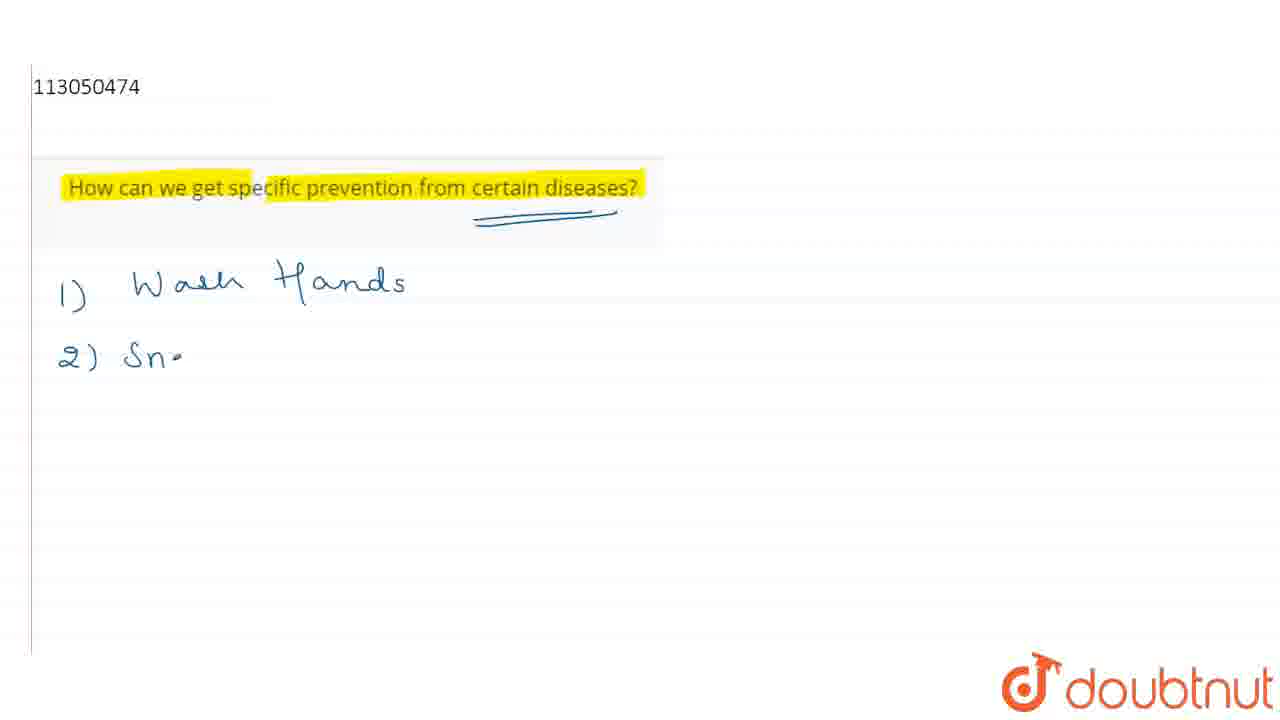 113050474
How can we get specific prevention from certain diseases?
1) Wash Hands
2) Sn
doubtnut